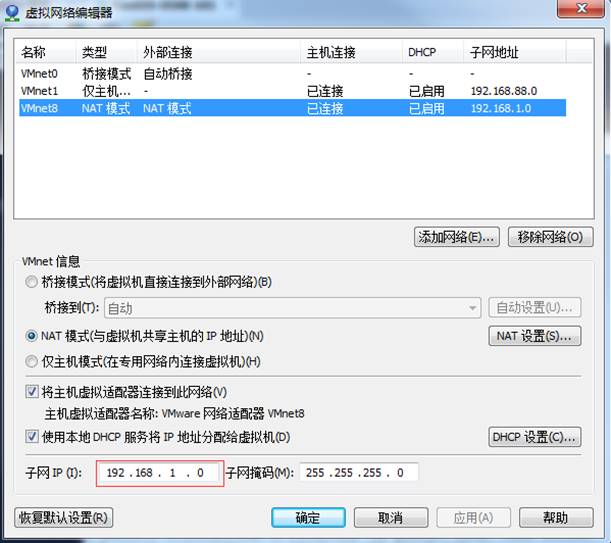 虚拟网络编辑器
名称 类型 外部连接 主机连接 DHCP 子网地址
VMnet0 桥接模式 自动桥接 - - -
VMnet1 仅主机... - 已连接 已启用 192.168.88.0
VMnet8 NAT 模式 NAT 模式 已连接 已启用 192.168.1.0
添加网络(E)... 移除网络(O)
VMnet 信息
桥接模式(将虚拟机直接连接到外部网络)(B)
桥接到(T): 自动 自动设置(U)...
NAT 模式(与虚拟机共享主机的 IP 地址)(N) NAT 设置(S)...
仅主机模式(在专用网络内连接虚拟机)(H)
将主机虚拟适配器连接到此网络(V)
主机虚拟适配器名称: VMware 网络适配器 VMnet8
使用本地 DHCP 服务将 IP 地址分配给虚拟机(D) DHCP 设置(C)...
子网 IP (I): 192 .168 . 1 . 0 子网掩码(M): 255 .255 .255 . 0
恢复默认设置(R) 确定 取消 应用(A) 帮助